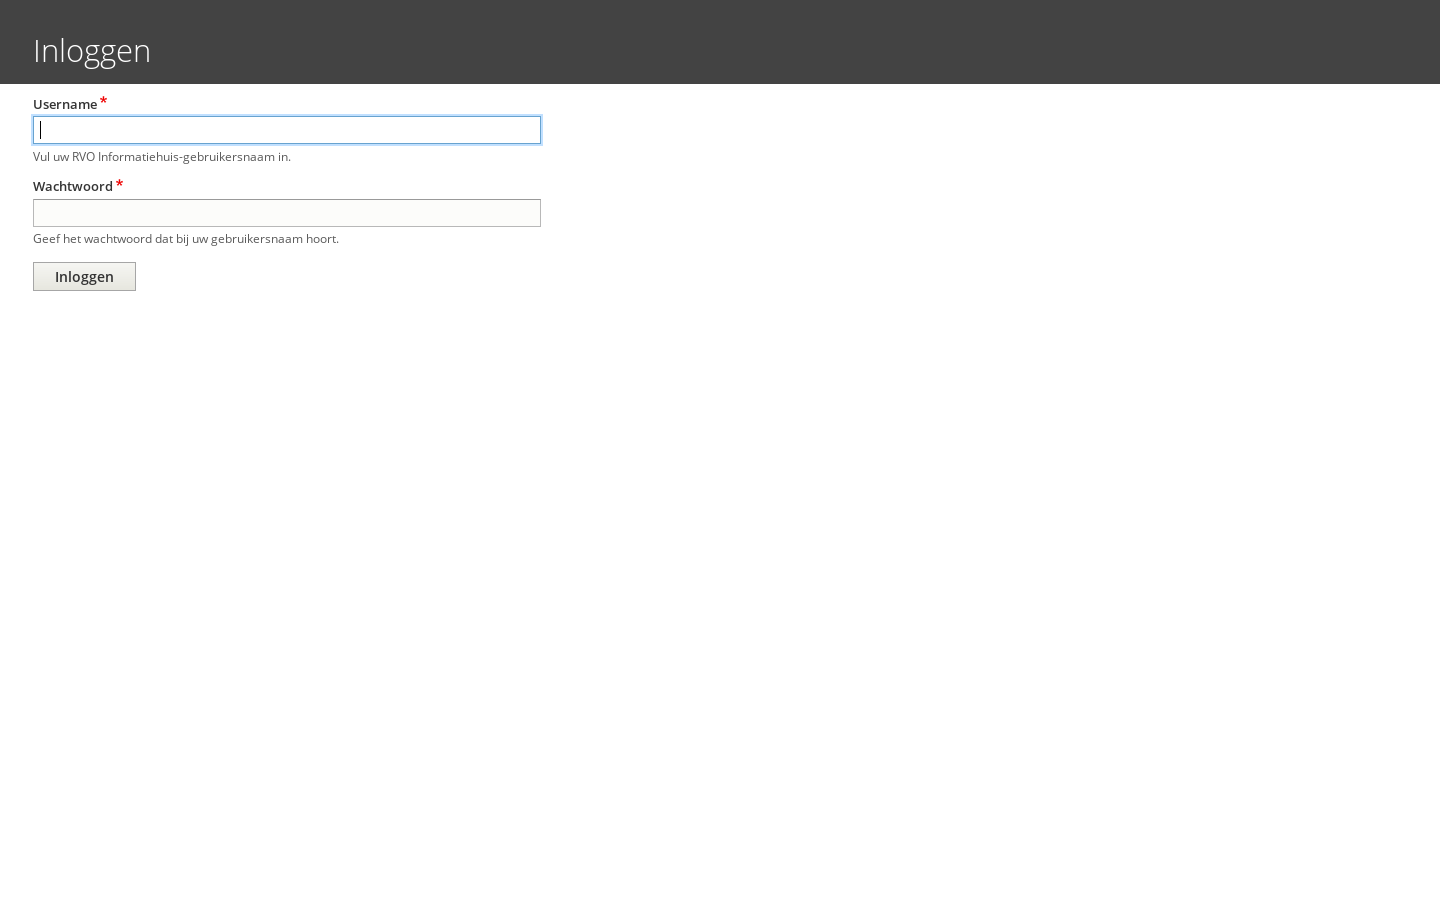 Inloggen
Username *
Vul uw RVO Informatiehuis-gebruikersnaam in.
Wachtwoord *
Geef het wachtwoord dat bij uw gebruikersnaam hoort.
Inloggen